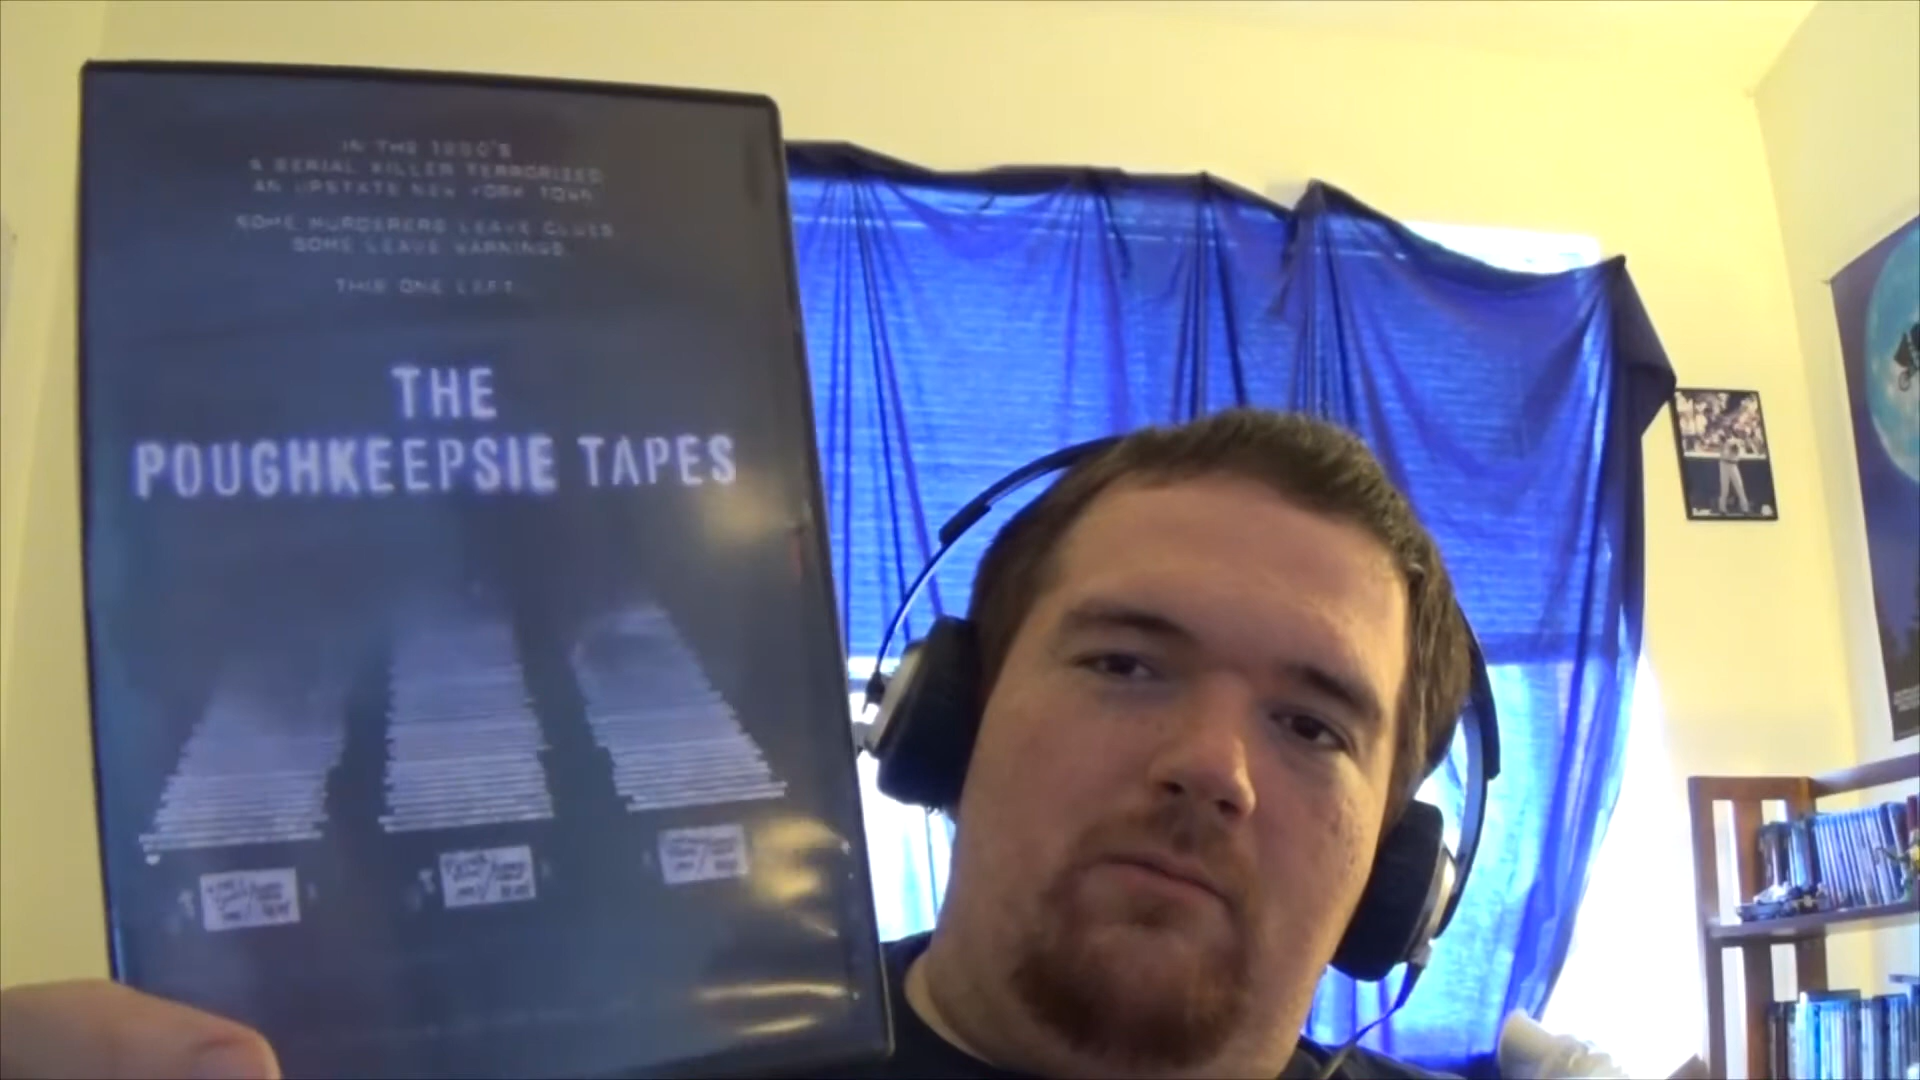 IN THE 1990'S
A SERIAL KILLER TERRORIZED
AN UPSTATE NEW YORK TOWN.
SOME MURDERERS LEAVE CLUES.
SOME LEAVE WARNINGS.
THIS ONE LEFT...
THE
POUGHKEEPSIE TAPES